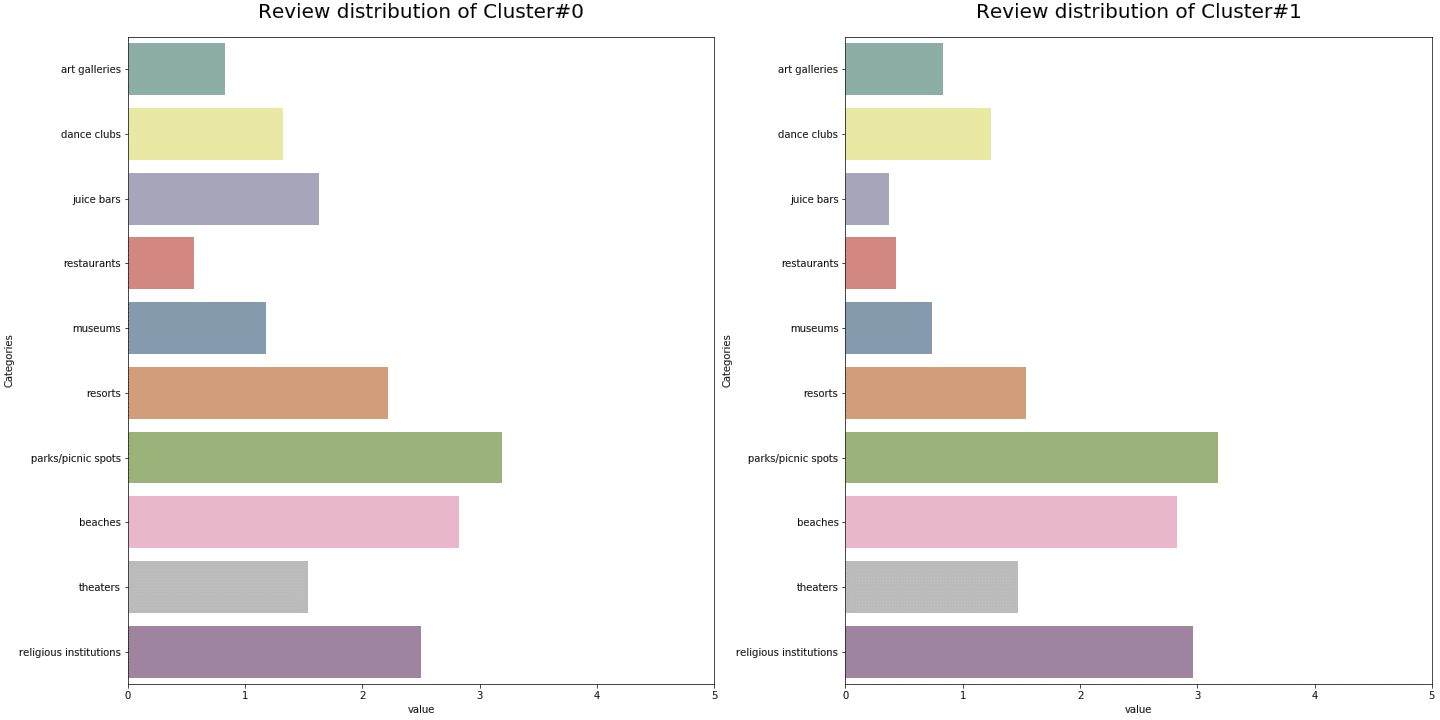 Review distribution of Cluster#0
art galleries
dance clubs
juice bars
restaurants
museums
resorts
parks/picnic spots
beaches
theaters
religious institutions
Categories
0 1 2 3 4 5
value
Review distribution of Cluster#1
art galleries
dance clubs
juice bars
restaurants
museums
resorts
parks/picnic spots
beaches
theaters
religious institutions
Categories
0 1 2 3 4 5
value